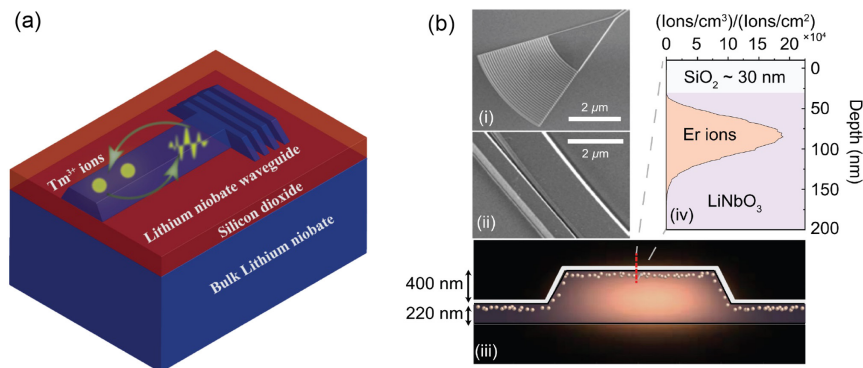 (a)
Tm³⁺ ions
Lithium niobate waveguide
Silicon dioxide
Bulk Lithium niobate
(b)
(i)
2 μm
(ii)
2 μm
(Ions/cm³)/(Ions/cm²)
×10⁴
0 5 10 15 20
0
50
100
150
200
Depth (nm)
SiO₂ ~ 30 nm
Er ions
LiNbO₃
(iv)
400 nm
220 nm
(iii)